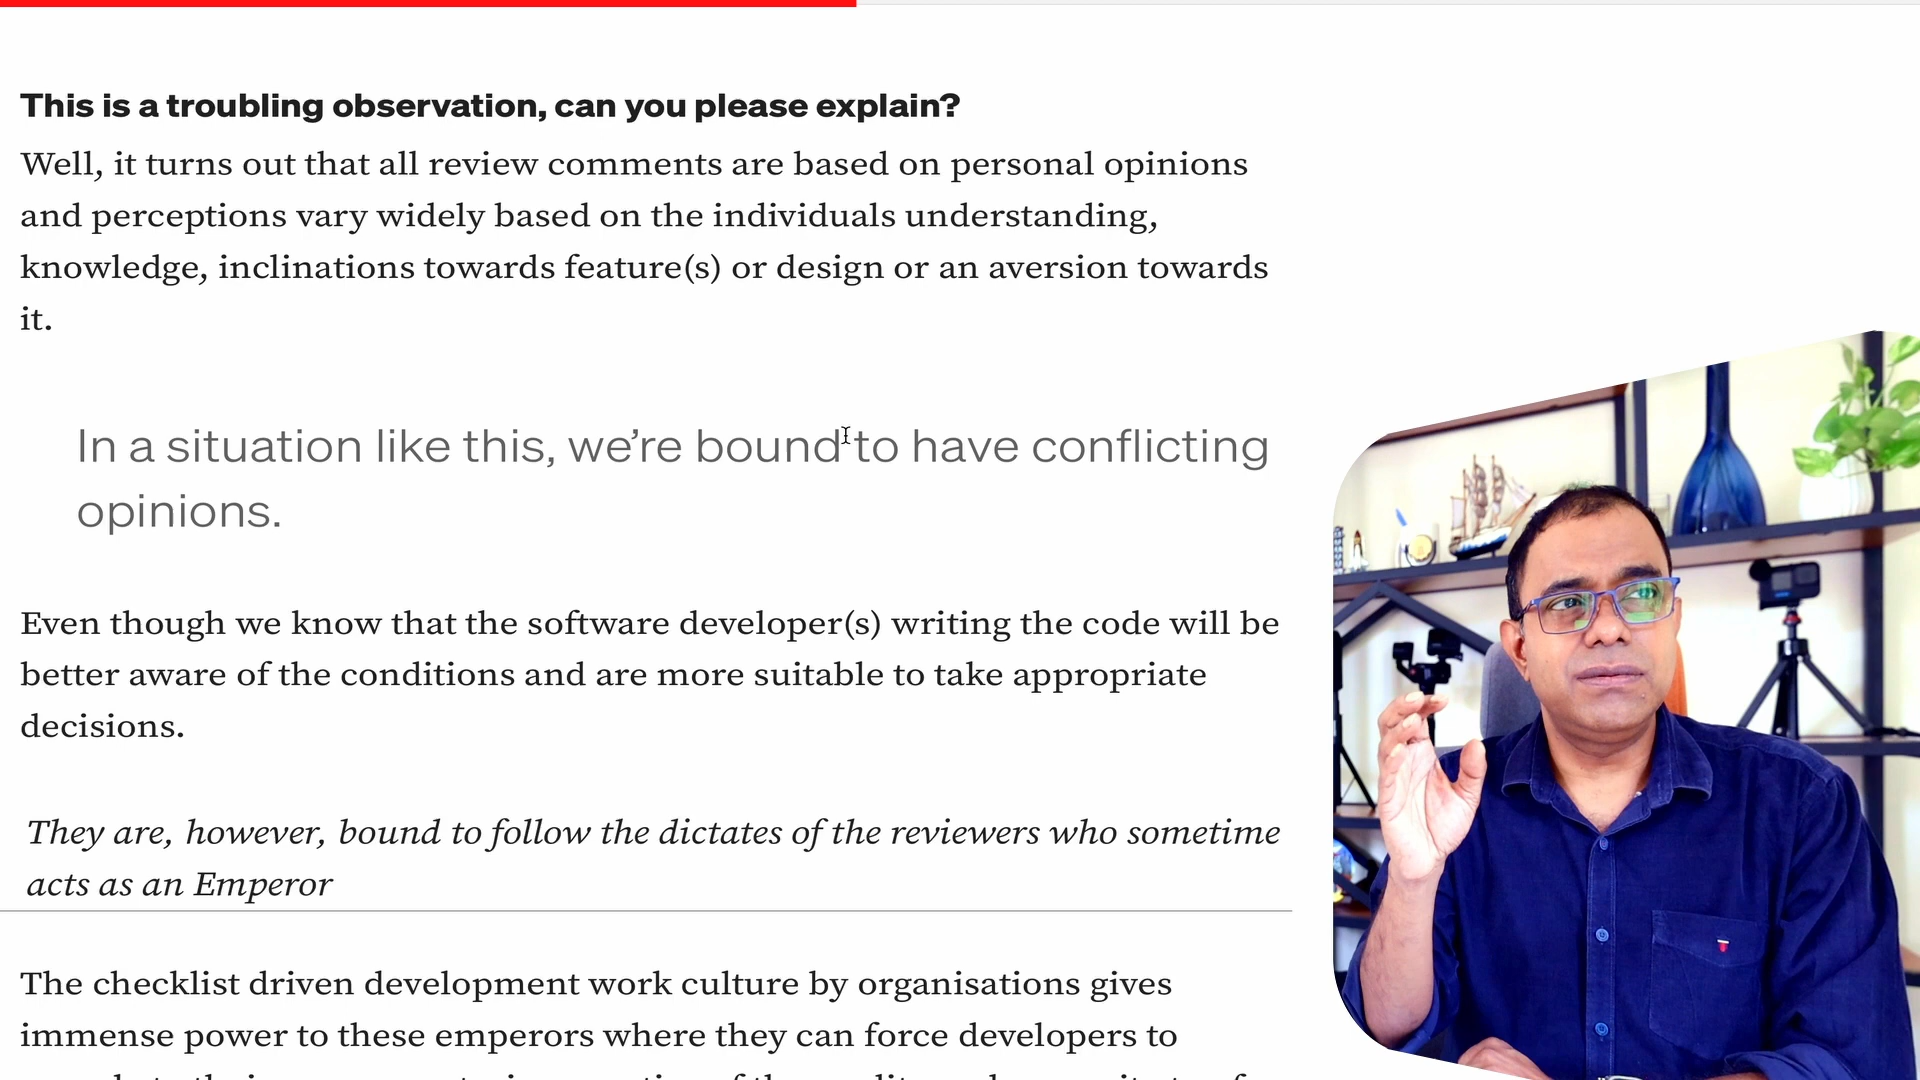 This is a troubling observation, can you please explain?
Well, it turns out that all review comments are based on personal opinions
and perceptions vary widely based on the individuals understanding,
knowledge, inclinations towards feature(s) or design or an aversion towards
it.
In a situation like this, we’re bound to have conflicting
opinions.
Even though we know that the software developer(s) writing the code will be
better aware of the conditions and are more suitable to take appropriate
decisions.
They are, however, bound to follow the dictates of the reviewers who sometime
acts as an Emperor
The checklist driven development work culture by organisations gives
immense power to these emperors where they can force developers to